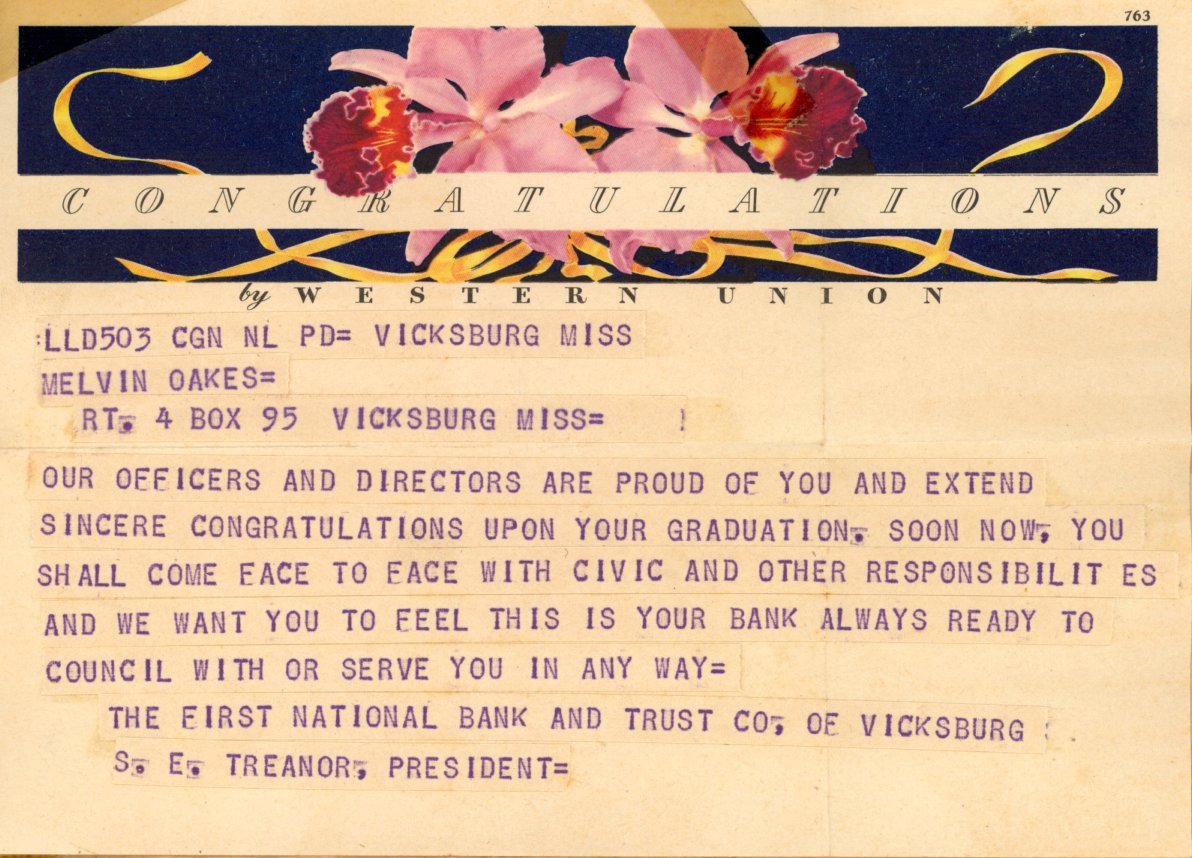 763
CONGRATULATIONS
by WESTERN UNION
:LLD503 CGN NL PD= VICKSBURG MISS
MELVIN OAKES=
RT. 4 BOX 95 VICKSBURG MISS=
OUR OFFICERS AND DIRECTORS ARE PROUD OF YOU AND EXTEND
SINCERE CONGRATULATIONS UPON YOUR GRADUATION. SOON NOW, YOU
SHALL COME FACE TO FACE WITH CIVIC AND OTHER RESPONSIBILIT ES
AND WE WANT YOU TO FEEL THIS IS YOUR BANK ALWAYS READY TO
COUNCIL WITH OR SERVE YOU IN ANY WAY=
THE FIRST NATIONAL BANK AND TRUST CO, OF VICKSBURG :
S. E. TREANOR, PRESIDENT=